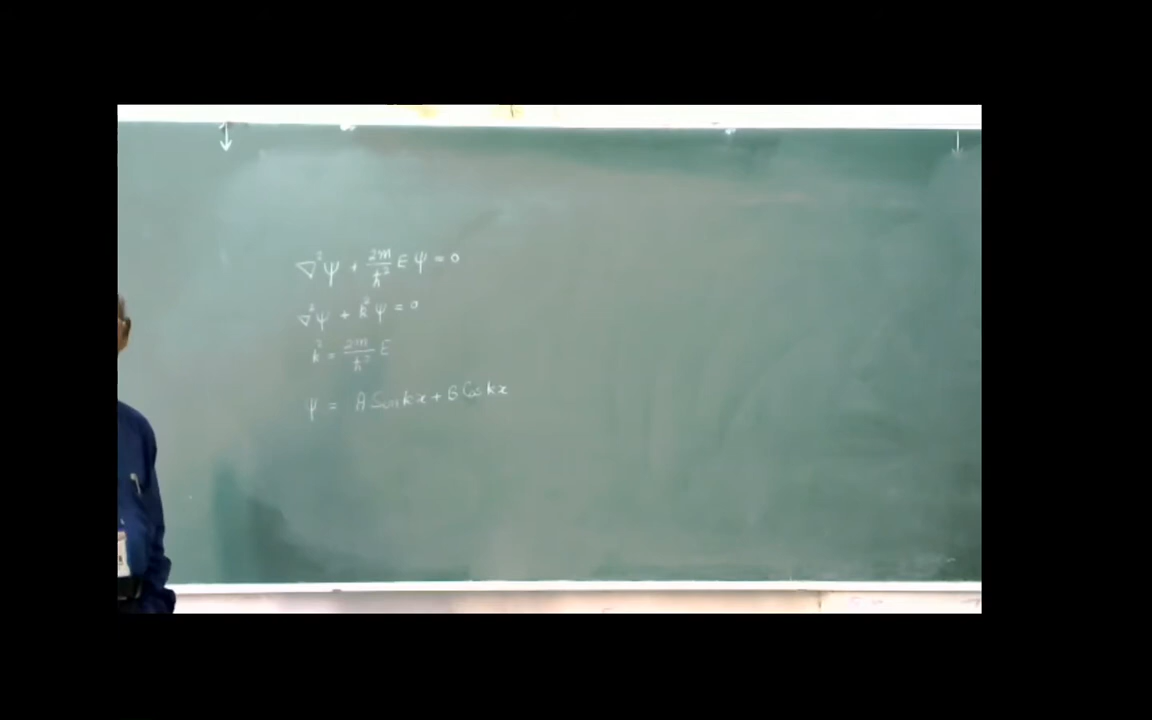 ∇²ψ + 2m/ħ² E ψ = 0
∇²ψ + k²ψ = 0
k² = 2m/ħ² E
ψ = A Sin kx + B Cos kx